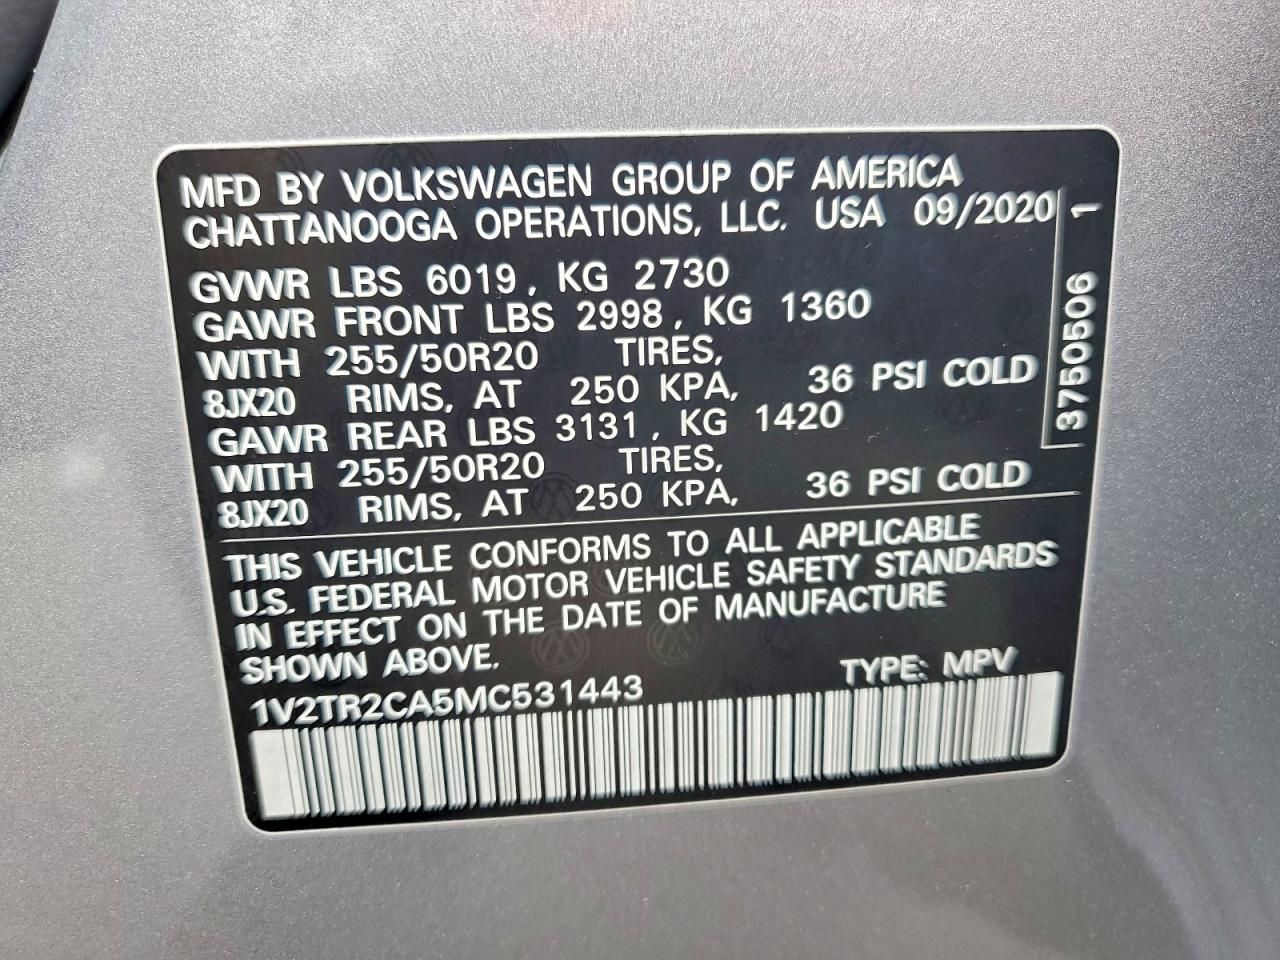 MFD BY VOLKSWAGEN GROUP OF AMERICA
CHATTANOOGA OPERATIONS, LLC. USA 09/2020
GVWR LBS 6019, KG 2730
GAWR FRONT LBS 2998, KG 1360
WITH 255/50R20 TIRES,
8JX20 RIMS, AT 250 KPA, 36 PSI COLD
GAWR REAR LBS 3131, KG 1420
WITH 255/50R20 TIRES,
8JX20 RIMS, AT 250 KPA, 36 PSI COLD
3750506 1
THIS VEHICLE CONFORMS TO ALL APPLICABLE
U.S. FEDERAL MOTOR VEHICLE SAFETY STANDARDS
IN EFFECT ON THE DATE OF MANUFACTURE
SHOWN ABOVE.
TYPE: MPV
1V2TR2CA5MC531443